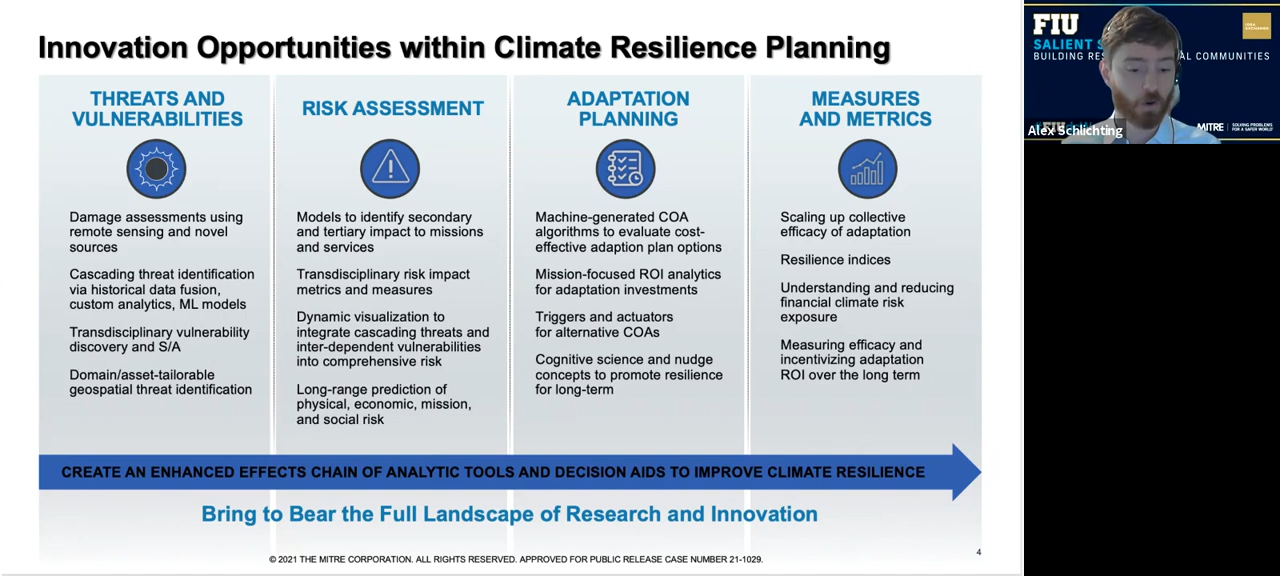 Innovation Opportunities within Climate Resilience Planning
THREATS AND
VULNERABILITIES
Damage assessments using
remote sensing and novel
sources
Cascading threat identification
via historical data fusion,
custom analytics, ML models
Transdisciplinary vulnerability
discovery and S/A
Domain/asset-tailorable
geospatial threat identification
RISK ASSESSMENT
Models to identify secondary
and tertiary impact to missions
and services
Transdisciplinary risk impact
metrics and measures
Dynamic visualization to
integrate cascading threats and
inter-dependent vulnerabilities
into comprehensive risk
Long-range prediction of
physical, economic, mission,
and social risk
ADAPTATION
PLANNING
Machine-generated COA
algorithms to evaluate cost-
effective adaption plan options
Mission-focused ROI analytics
for adaptation investments
Triggers and actuators
for alternative COAs
Cognitive science and nudge
concepts to promote resilience
for long-term
MEASURES
AND METRICS
Scaling up collective
efficacy of adaptation
Resilience indices
Understanding and reducing
financial climate risk
exposure
Measuring efficacy and
incentivizing adaptation
ROI over the long term
CREATE AN ENHANCED EFFECTS CHAIN OF ANALYTIC TOOLS AND DECISION AIDS TO IMPROVE CLIMATE RESILIENCE
Bring to Bear the Full Landscape of Research and Innovation
4
© 2021 THE MITRE CORPORATION. ALL RIGHTS RESERVED. APPROVED FOR PUBLIC RELEASE CASE NUMBER 21-1029.
FIU
SALIENT S
BUILDING RES AL COMMUNITIES
Alex Schlichting
MITRE
SOLVING PROBLEMS
FOR A SAFER WORLD